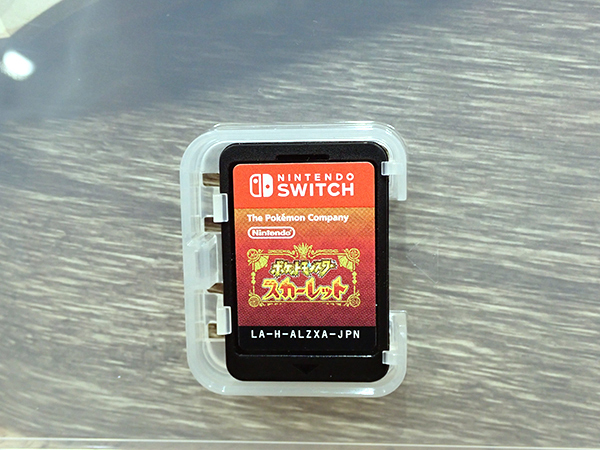 NINTENDO
SWITCH
The Pokémon Company
Nintendo
ポケットモンスター
スカーレット
LA-H-ALZXA-JPN